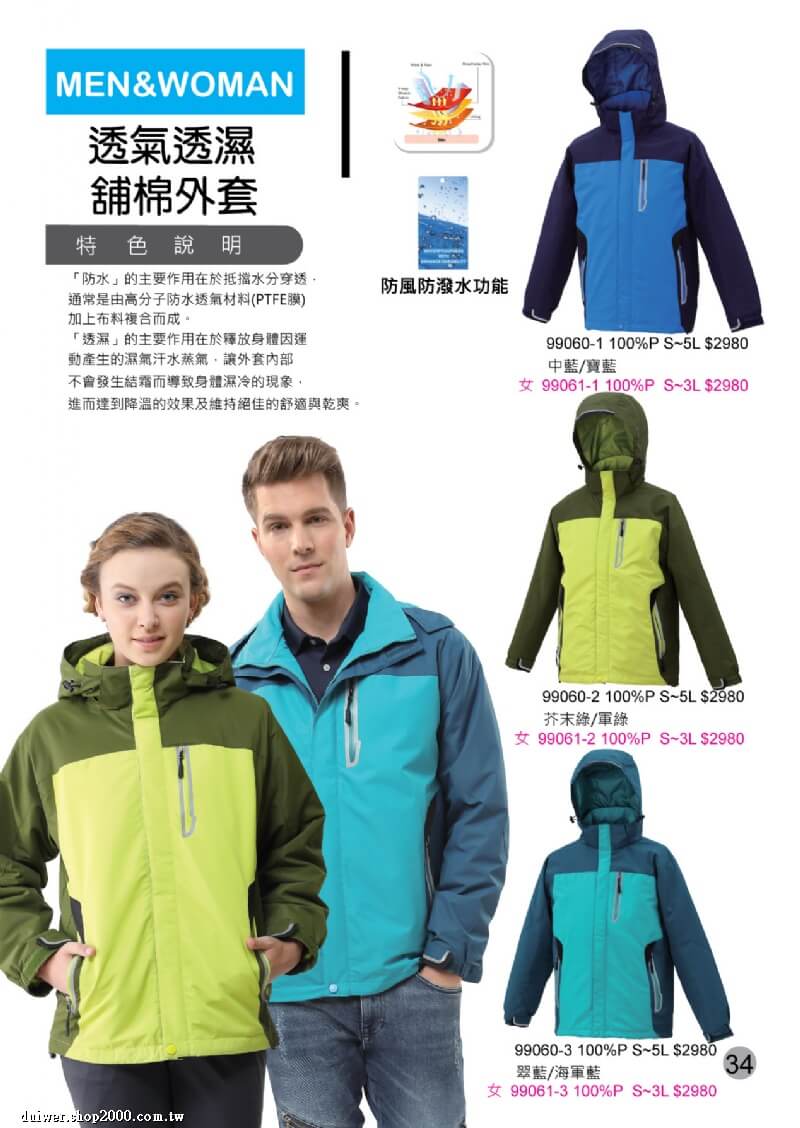 MEN&WOMAN
透氣透濕
舖棉外套
特色說明
「防水」的主要作用在於抵擋水分穿透，
通常是由高分子防水透氣材料(PTFE膜)
加上布料複合而成。
「透濕」的主要作用在於釋放身體因運
動產生的濕氣汗水蒸氣，讓外套內部
不會發生結霜而導致身體濕冷的現象，
進而達到降溫的效果及維持絕佳的舒適與乾爽。
防風防潑水功能
99060-1 100%P S~5L $2980
中藍/寶藍
女 99061-1 100%P S~3L $2980
99060-2 100%P S~5L $2980
芥末綠/軍綠
女 99061-2 100%P S~3L $2980
99060-3 100%P S~5L $2980
翠藍/海軍藍
女 99061-3 100%P S~3L $2980
34
duiwer.shop2000.com.tw